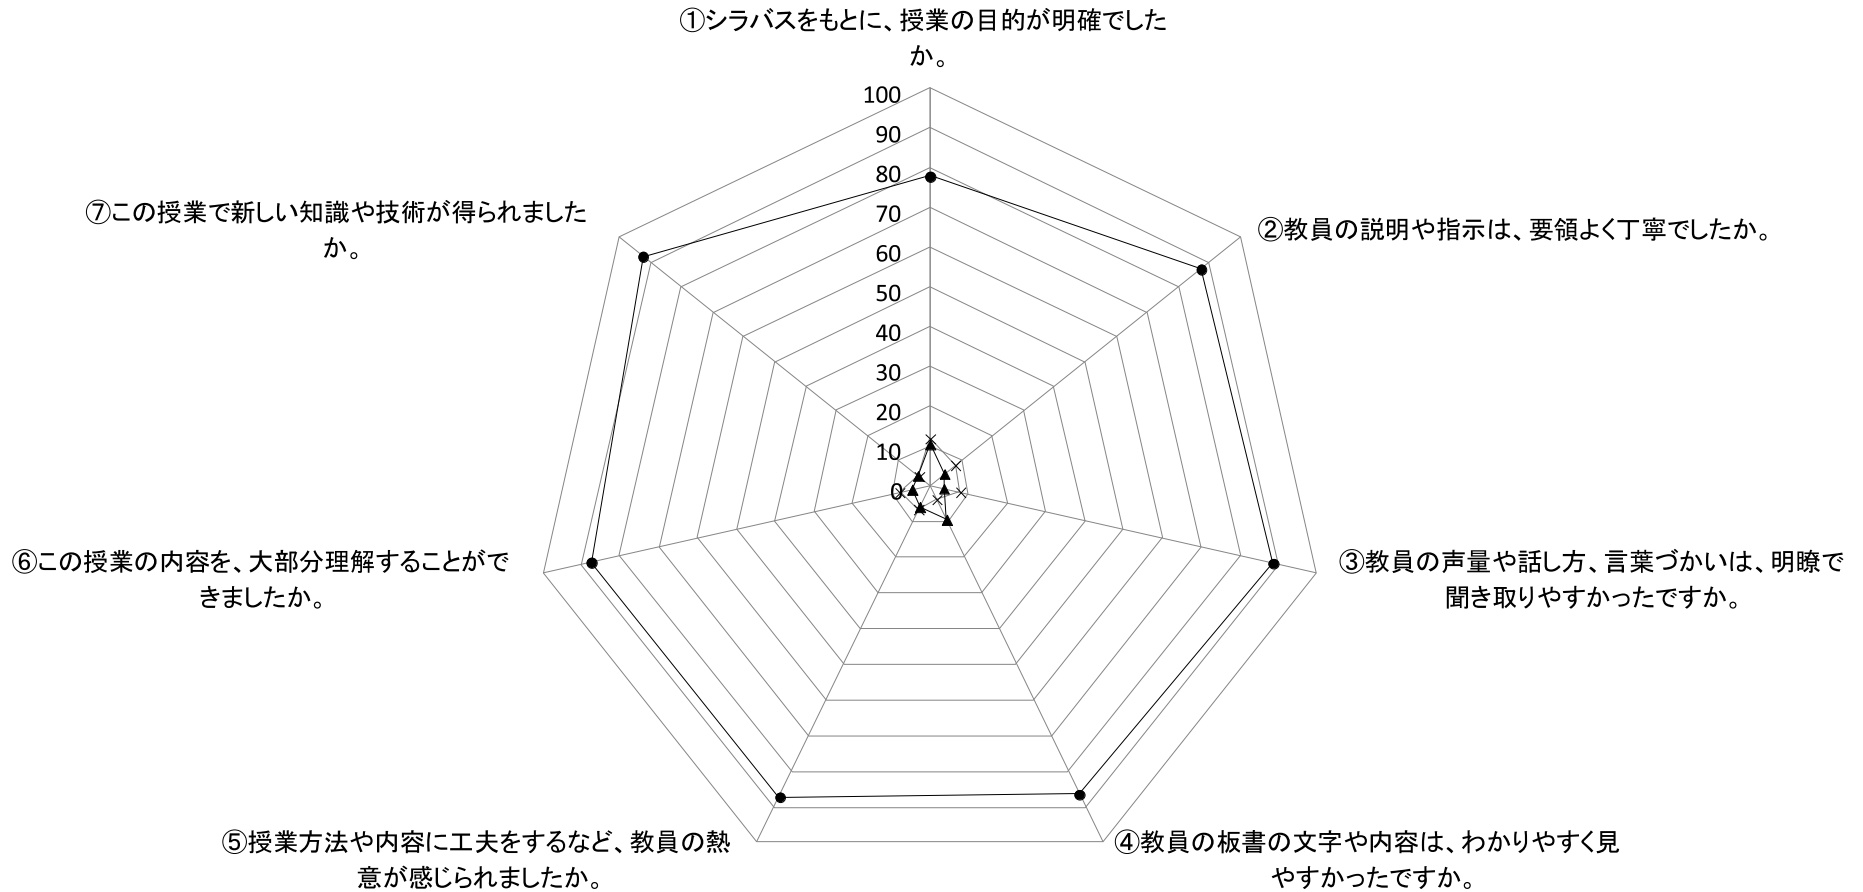 ①シラバスをもとに、授業の目的が明確でした
か。
100
90
80
70
60
50
40
30
20
10
0
②教員の説明や指示は、要領よく丁寧でしたか。
③教員の声量や話し方、言葉づかいは、明瞭で
聞き取りやすかったですか。
④教員の板書の文字や内容は、わかりやすく見
やすかったですか。
⑤授業方法や内容に工夫をするなど、教員の熱
意が感じられましたか。
⑥この授業の内容を、大部分理解することがで
きましたか。
⑦この授業で新しい知識や技術が得られました
か。